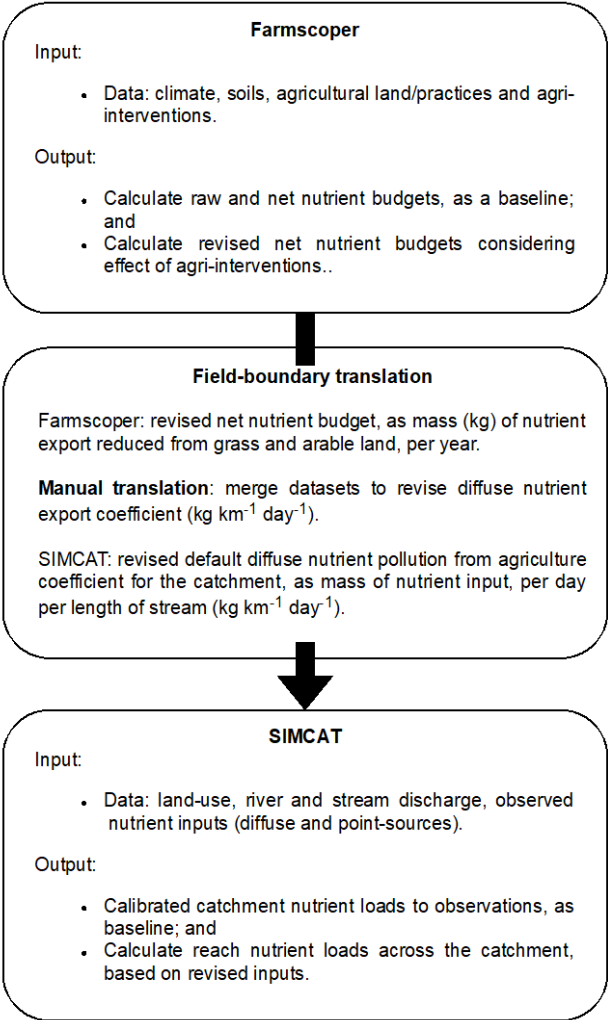 Farmscoper
Input:
• Data: climate, soils, agricultural land/practices and agri-
interventions.
Output:
• Calculate raw and net nutrient budgets, as a baseline;
and
• Calculate revised net nutrient budgets considering
effect of agri-interventions..
Field-boundary translation
Farmscoper: revised net nutrient budget, as mass (kg) of nutrient
export reduced from grass and arable land, per year.
Manual translation: merge datasets to revise diffuse nutrient
export coefficient (kg km⁻¹ day⁻¹).
SIMCAT: revised default diffuse nutrient pollution from agriculture
coefficient for the catchment, as mass of nutrient input, per day
per length of stream (kg km⁻¹ day⁻¹).
SIMCAT
Input:
• Data: land-use, river and stream discharge, observed
nutrient inputs (diffuse and point-sources).
Output:
• Calibrated catchment nutrient loads to observations, as
baseline; and
• Calculate reach nutrient loads across the catchment,
based on revised inputs.